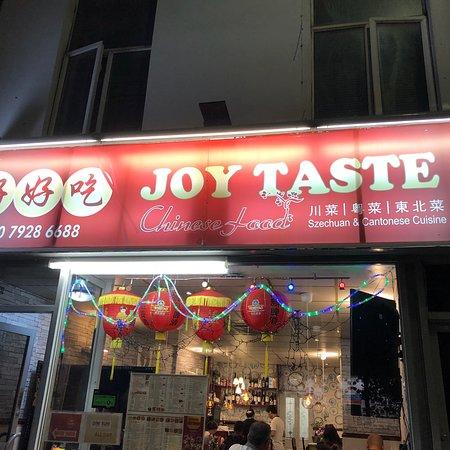 好好吃
JOY TASTE
Chinese food
川菜|粵菜|東北菜
Szechuan & Cantonese Cuisine
0 7928 6688